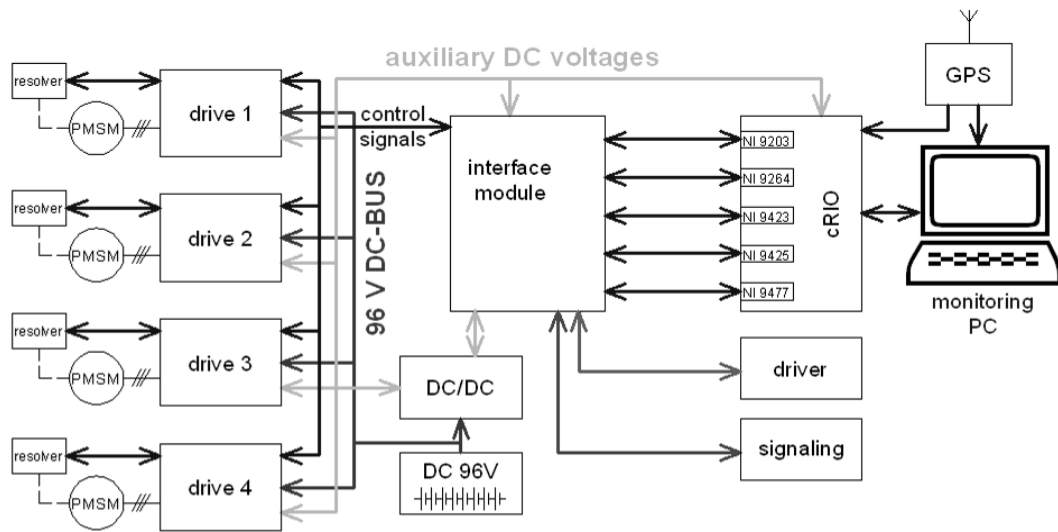 auxiliary DC voltages
GPS
resolver
drive 1
PMSM
control
signals
interface
module
NI 9203
NI 9264
NI 9423
NI 9425
NI 9477
cRIO
monitoring
PC
resolver
drive 2
PMSM
96 V DC-BUS
resolver
drive 3
PMSM
DC/DC
driver
resolver
drive 4
PMSM
DC 96V
signaling